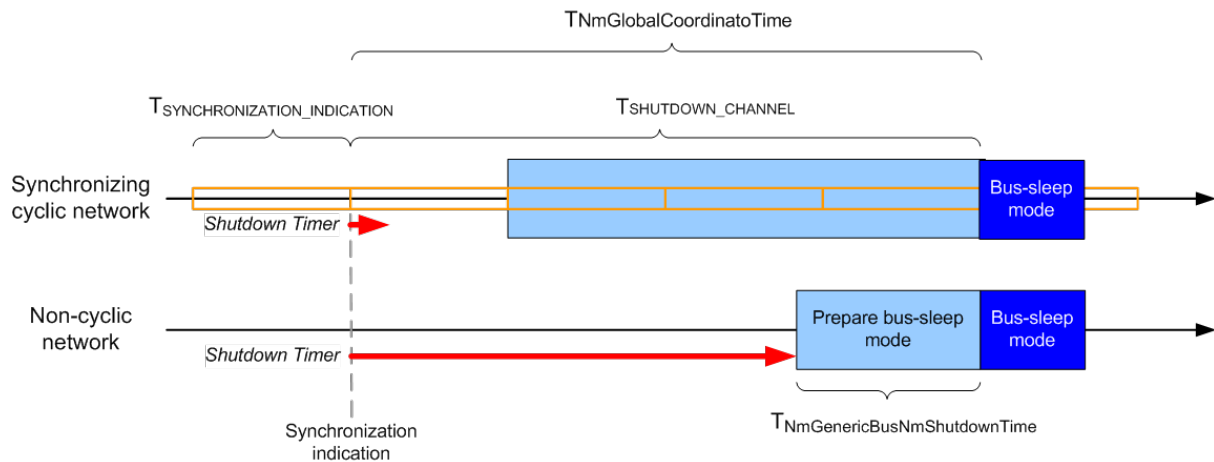 TNmGlobalCoordinatoTime
TSYNCHRONIZATION_INDICATION
TSHUTDOWN_CHANNEL
Synchronizing
cyclic network
Bus-sleep
mode
Shutdown Timer
Non-cyclic
network
Prepare bus-sleep
mode
Bus-sleep
mode
Shutdown Timer
TNmGenericBusNmShutdownTime
Synchronization
indication